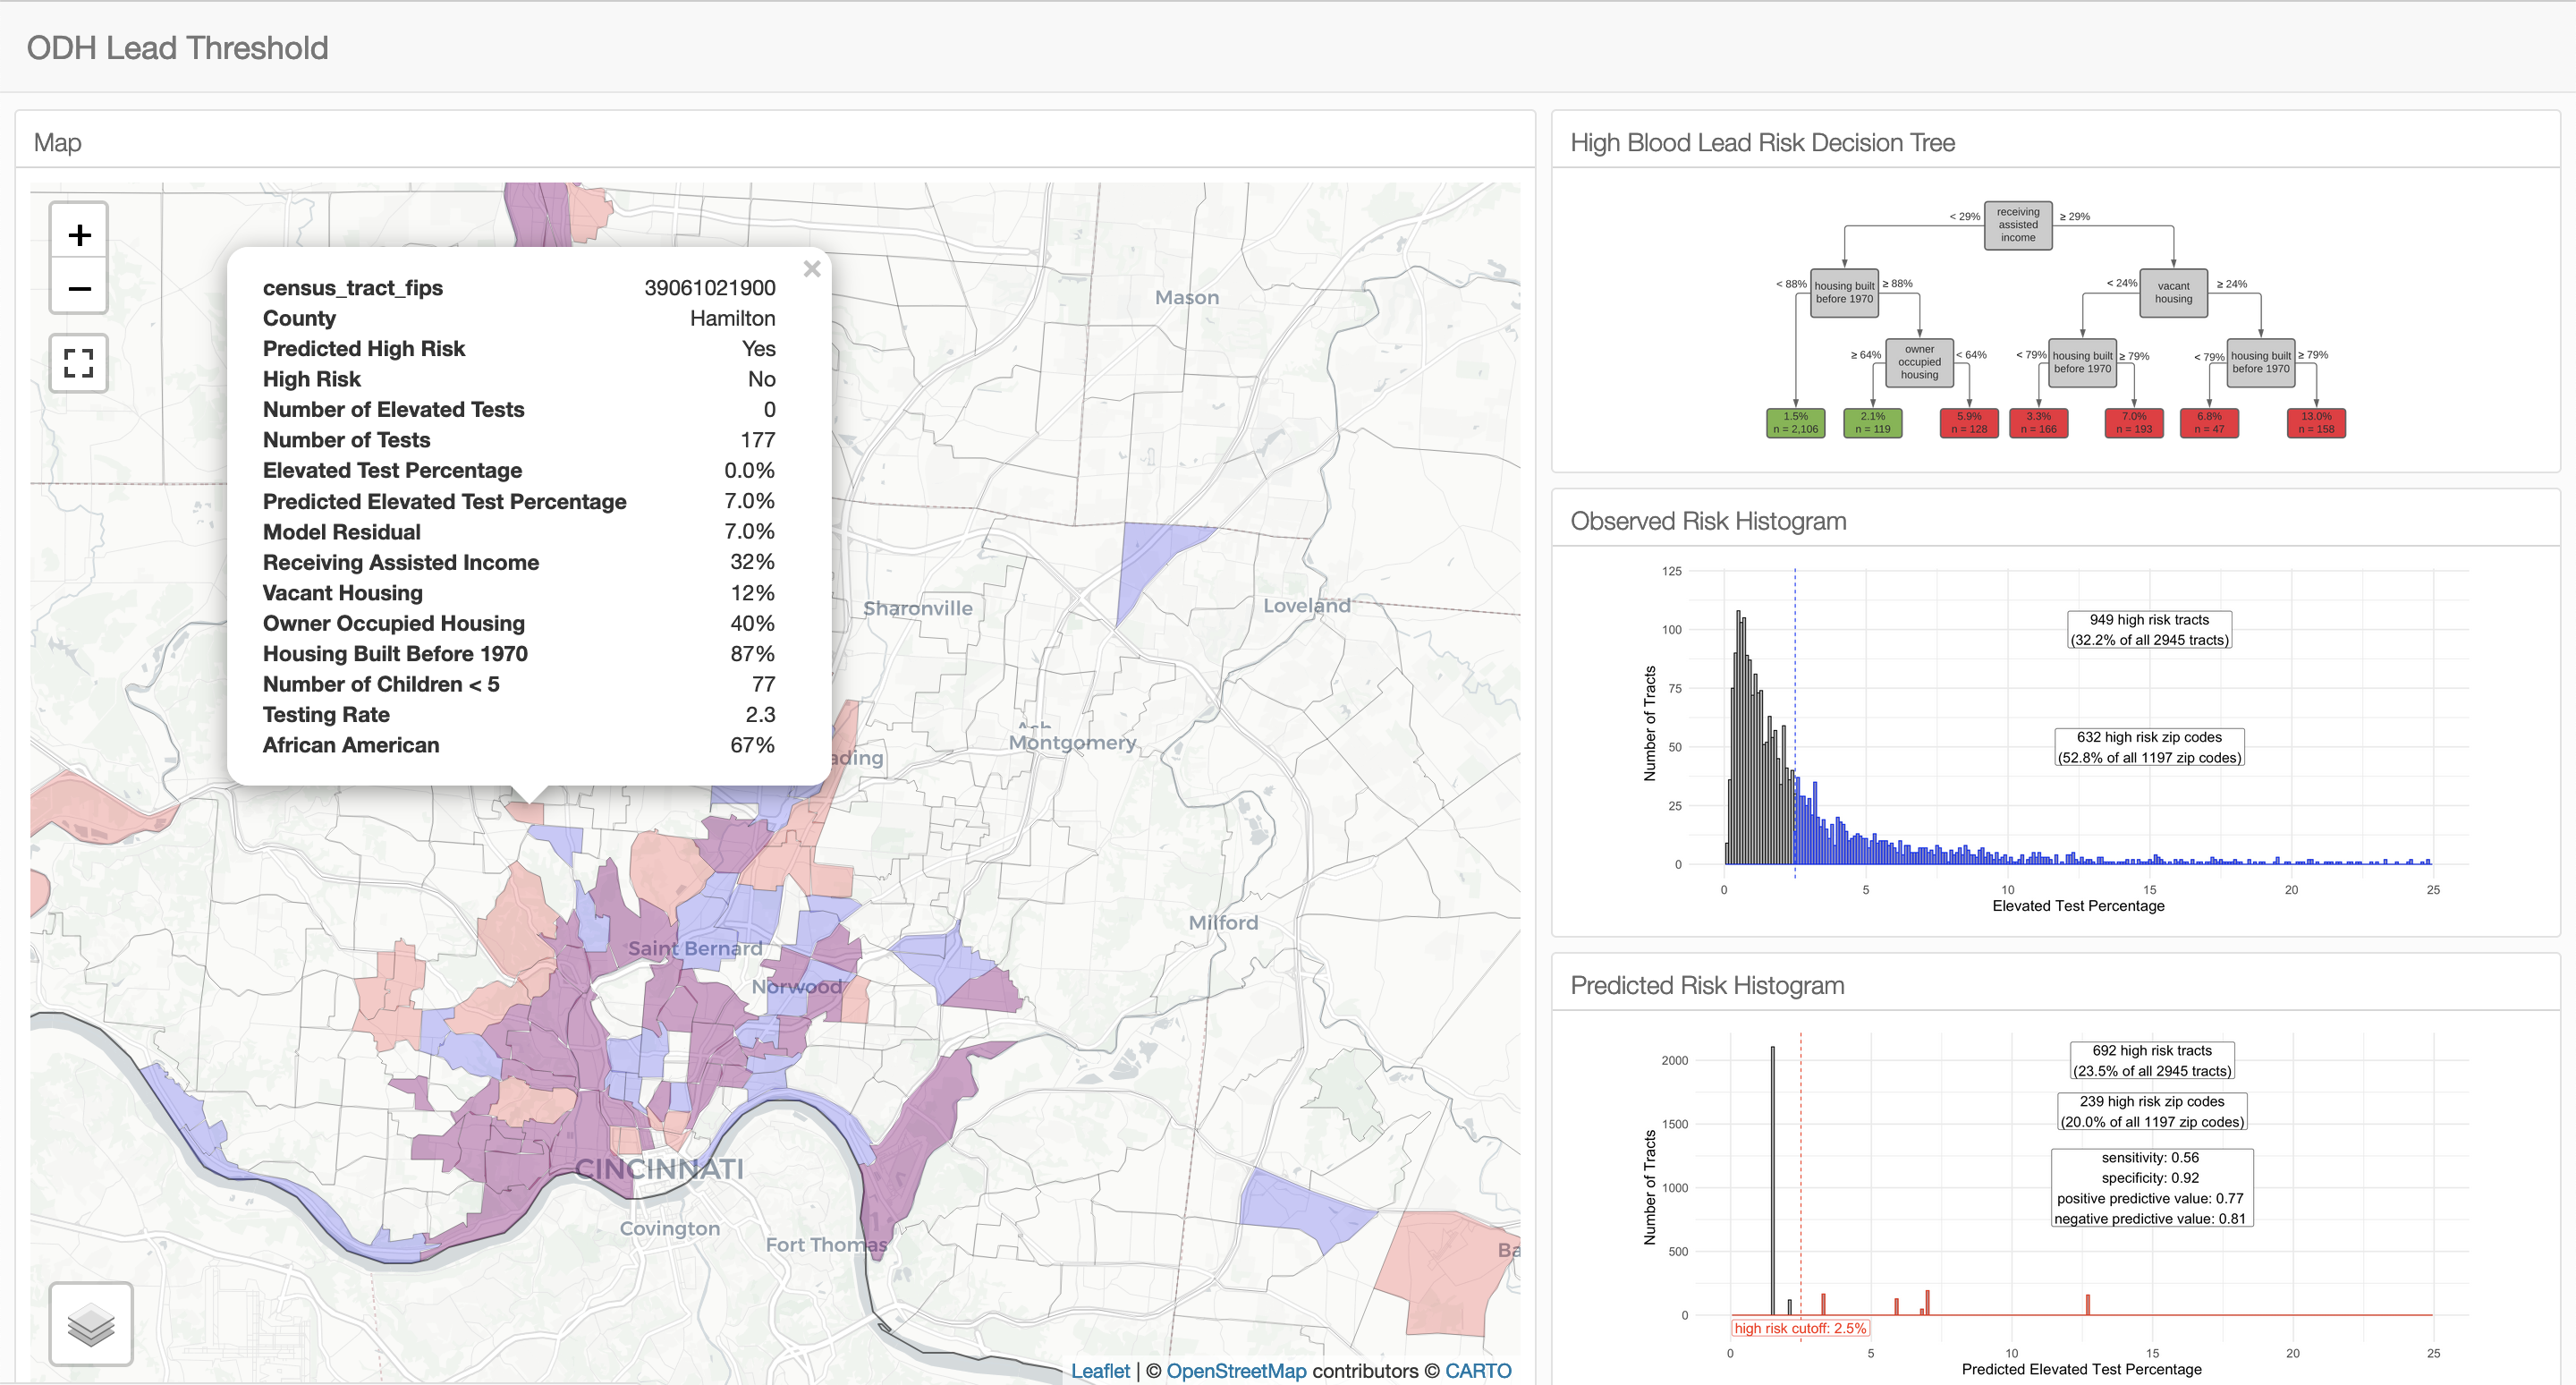 ODH Lead Threshold
Map
+
−
Mason
Sharonville
Loveland
Montgomery
Milford
Saint Bernard
Norwood
CINCINNATI
Covington
Fort Thomas
×
census_tract_fips 39061021900
County Hamilton
Predicted High Risk Yes
High Risk No
Number of Elevated Tests 0
Number of Tests 177
Elevated Test Percentage 0.0%
Predicted Elevated Test Percentage 7.0%
Model Residual 7.0%
Receiving Assisted Income 32%
Vacant Housing 12%
Owner Occupied Housing 40%
Housing Built Before 1970 87%
Number of Children < 5 77
Testing Rate 2.3
African American 67%
Leaflet | © OpenStreetMap contributors © CARTO
High Blood Lead Risk Decision Tree
< 29% receiving ≥ 29%
assisted
income
< 88% housing built ≥ 88%
before 1970
< 24% vacant ≥ 24%
housing
≥ 64% owner < 64%
occupied
housing
< 79% housing built ≥ 79%
before 1970
< 79% housing built ≥ 79%
before 1970
1.5%
n = 2,106
2.1%
n = 119
5.9%
n = 128
3.3%
n = 166
7.0%
n = 193
6.8%
n = 47
13.0%
n = 158
Observed Risk Histogram
125
100
75
50
25
0
Number of Tracts
949 high risk tracts
(32.2% of all 2945 tracts)
632 high risk zip codes
(52.8% of all 1197 zip codes)
0 5 10 15 20 25
Elevated Test Percentage
Predicted Risk Histogram
2000
1500
1000
500
0
Number of Tracts
692 high risk tracts
(23.5% of all 2945 tracts)
239 high risk zip codes
(20.0% of all 1197 zip codes)
sensitivity: 0.56
specificity: 0.92
positive predictive value: 0.77
negative predictive value: 0.81
high risk cutoff: 2.5%
0 5 10 15 20 25
Predicted Elevated Test Percentage